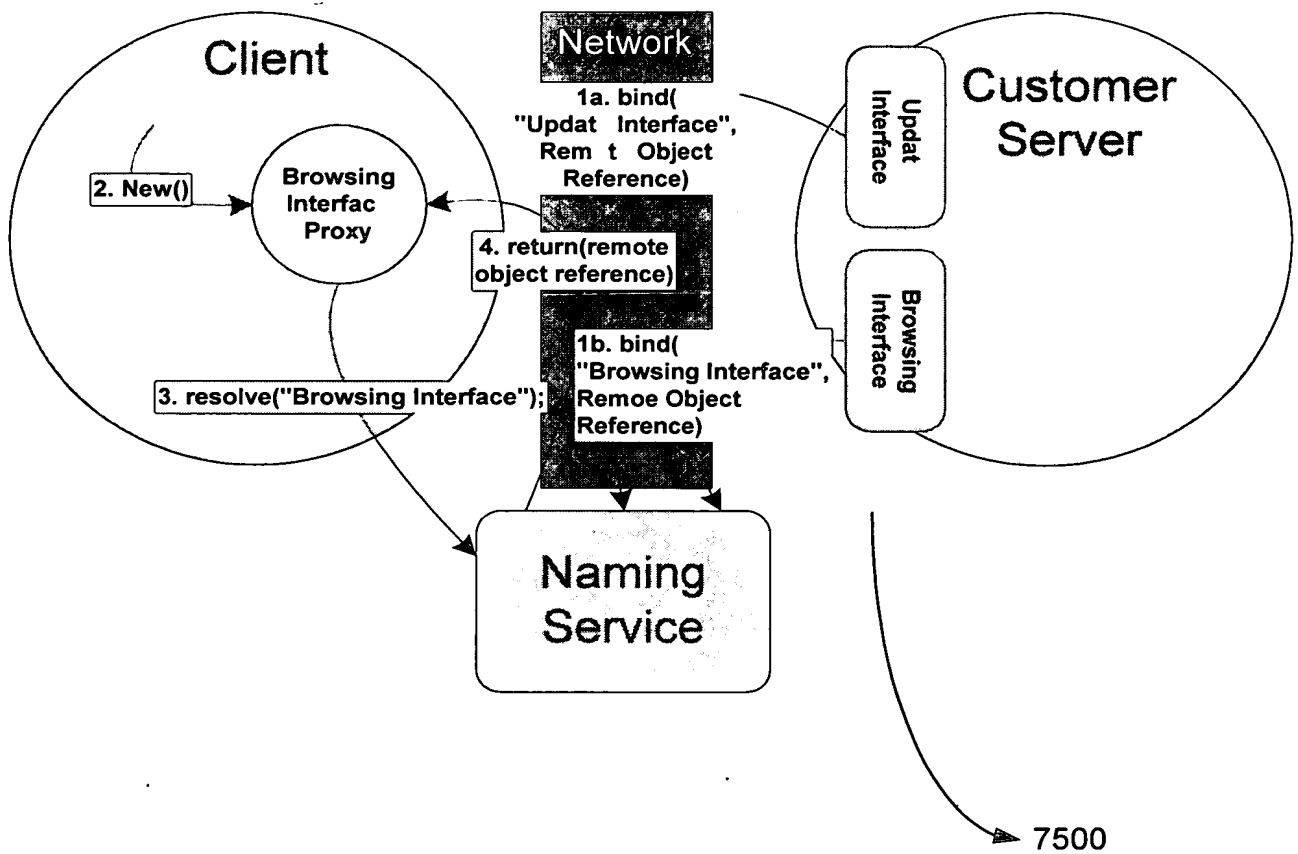 Client
Network
Customer
Server
1a. bind(
"Updat Interface",
Rem t Object
Reference)
Updat
Interface
2. New()
Browsing
Interfac
Proxy
4. return(remote
object reference)
Browsing
Interface
1b. bind(
"Browsing Interface",
Remoe Object
Reference)
3. resolve("Browsing Interface");
Naming
Service
7500